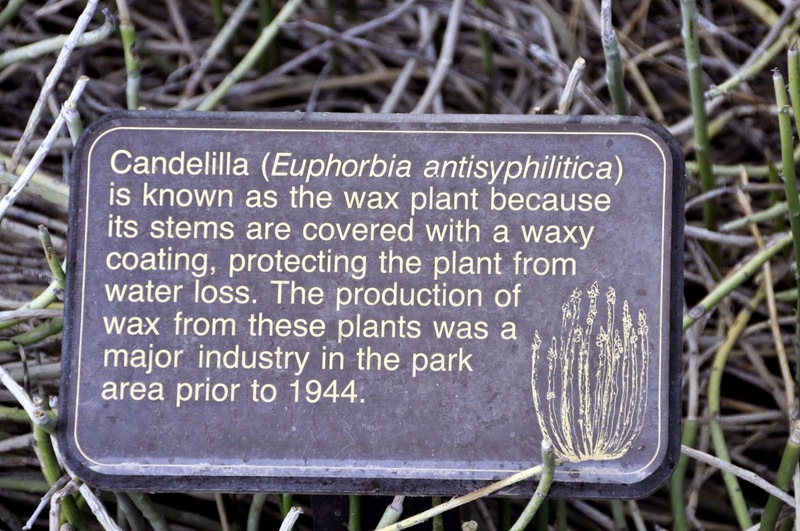 Candelilla (Euphorbia antisyphilitica)
is known as the wax plant because
its stems are covered with a waxy
coating, protecting the plant from
water loss. The production of
wax from these plants was a
major industry in the park
area prior to 1944.